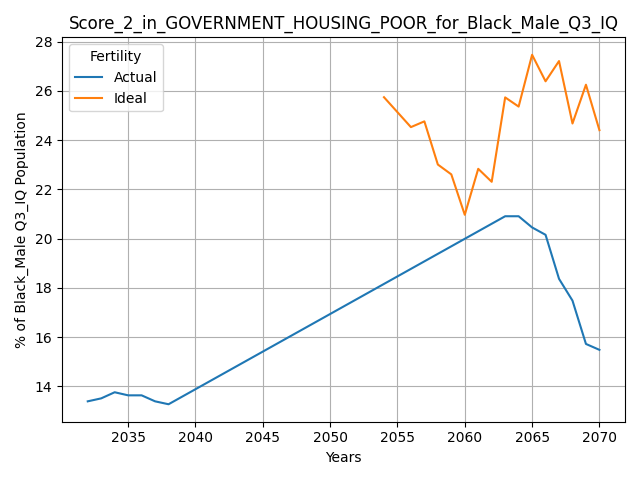 Score_2_in_GOVERNMENT_HOUSING_POOR_for_Black_Male_Q3_IQ
Fertility
Actual
Ideal
% of Black_Male Q3_IQ Population
28
26
24
22
20
18
16
14
2035 2040 2045 2050 2055 2060 2065 2070
Years